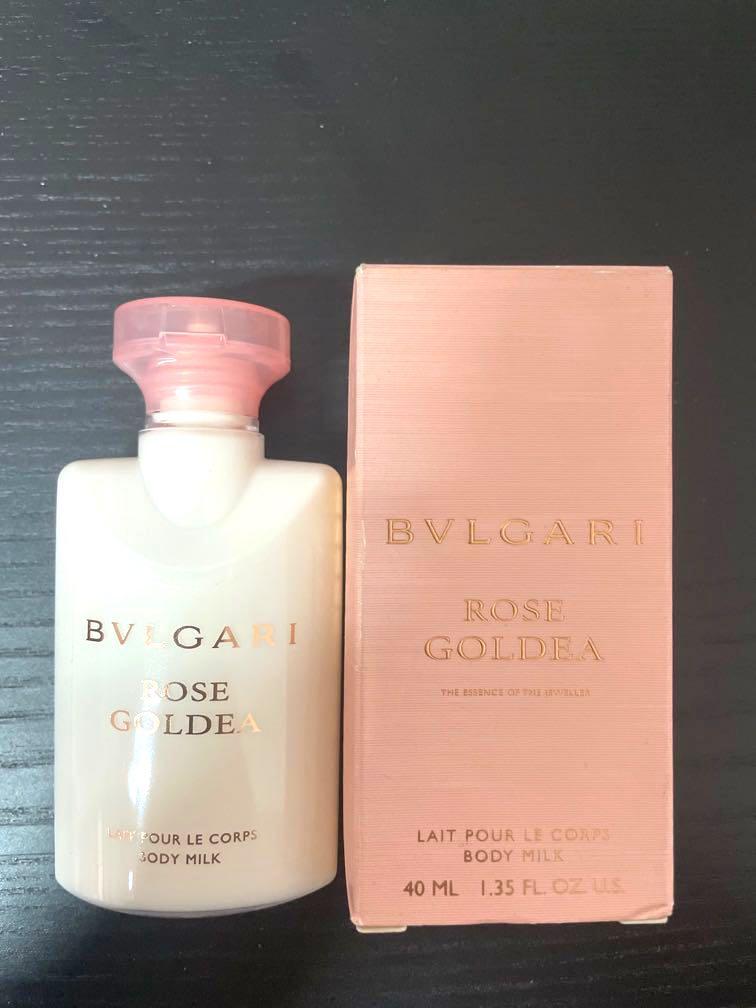 BVLGARI
ROSE
GOLDEA
LAIT POUR LE CORPS
BODY MILK
BVLGARI
ROSE
GOLDEA
THE ESSENCE OF THE JEWELLER
LAIT POUR LE CORPS
BODY MILK
40 ML 1.35 FL. OZ. U.S.